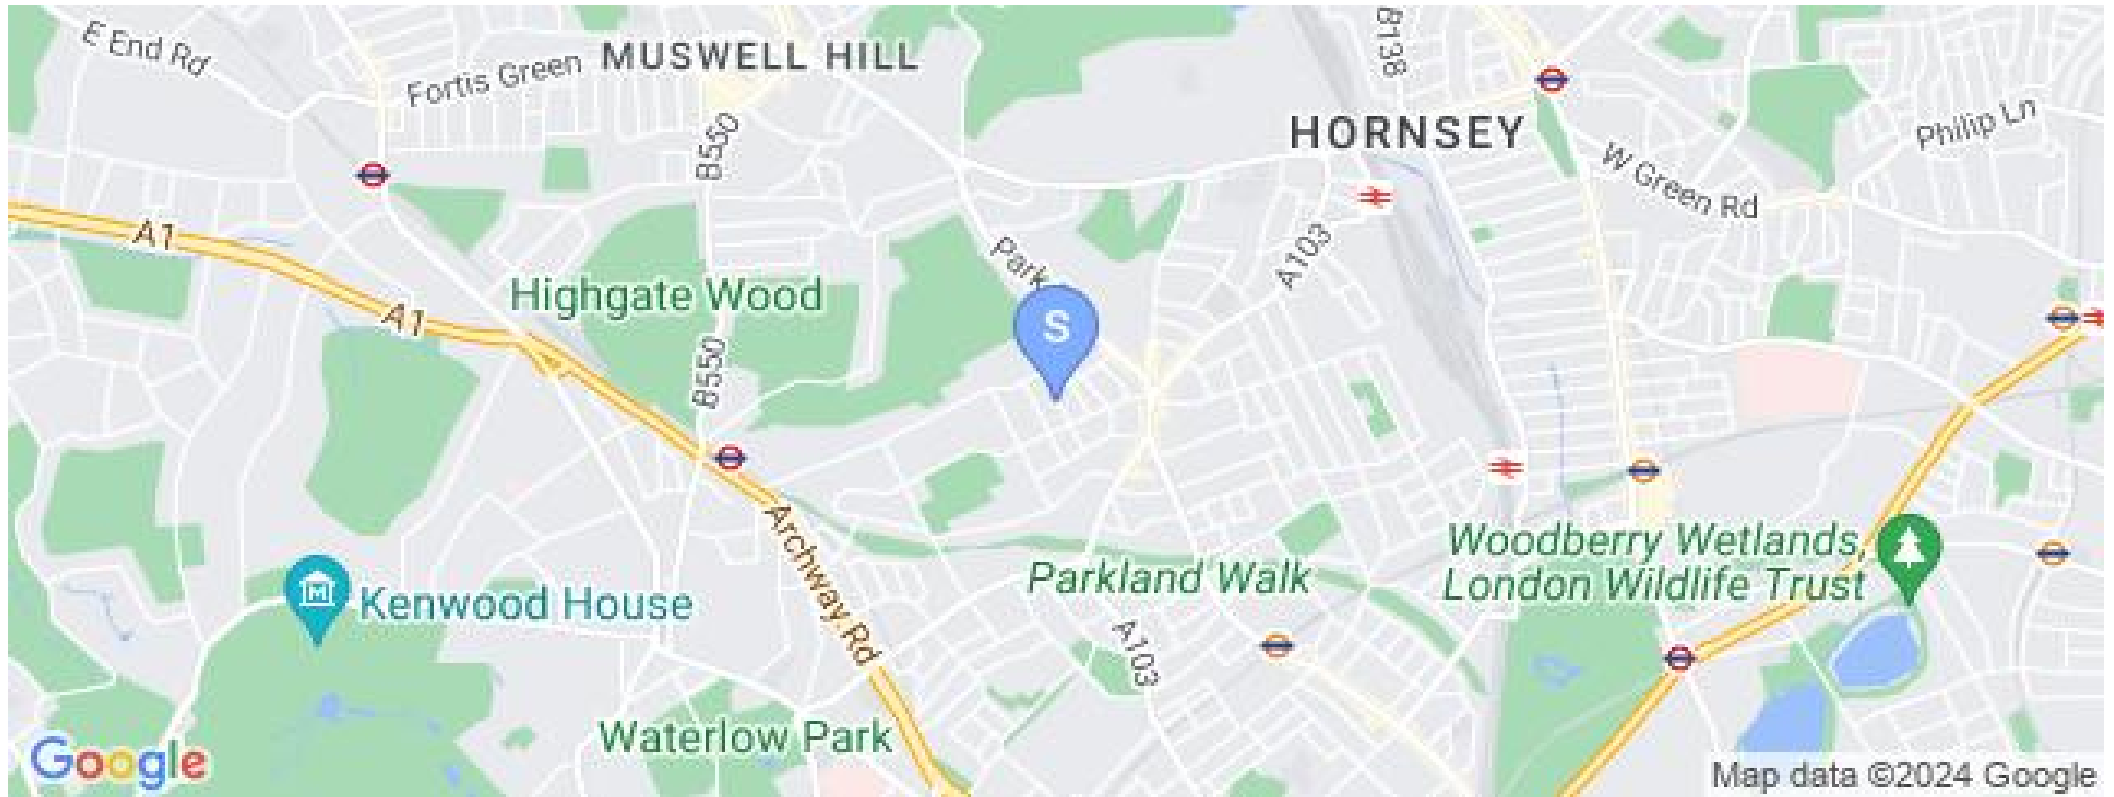 E End Rd
Fortis Green
MUSWELL HILL
B550
B138
HORNSEY
Philip Ln
W Green Rd
A1
A103
Park
Highgate Wood
S
A1
B550
Archway Rd
Woodberry Wetlands,
London Wildlife Trust
Parkland Walk
M
Kenwood House
A103
Waterlow Park
Google
Map data ©2024 Google